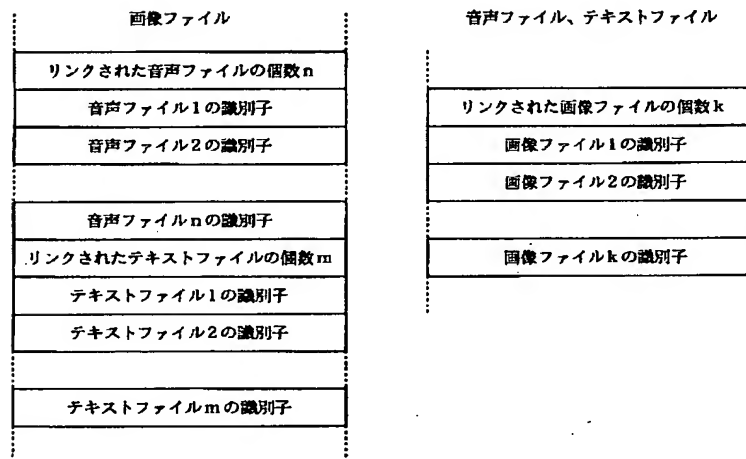 画像ファイル
リンクされた音声ファイルの個数n
音声ファイル1の識別子
音声ファイル2の識別子
音声ファイルnの識別子
リンクされたテキストファイルの個数m
テキストファイル1の識別子
テキストファイル2の識別子
テキストファイルmの識別子
音声ファイル、テキストファイル
リンクされた画像ファイルの個数k
画像ファイル1の識別子
画像ファイル2の識別子
画像ファイルkの識別子